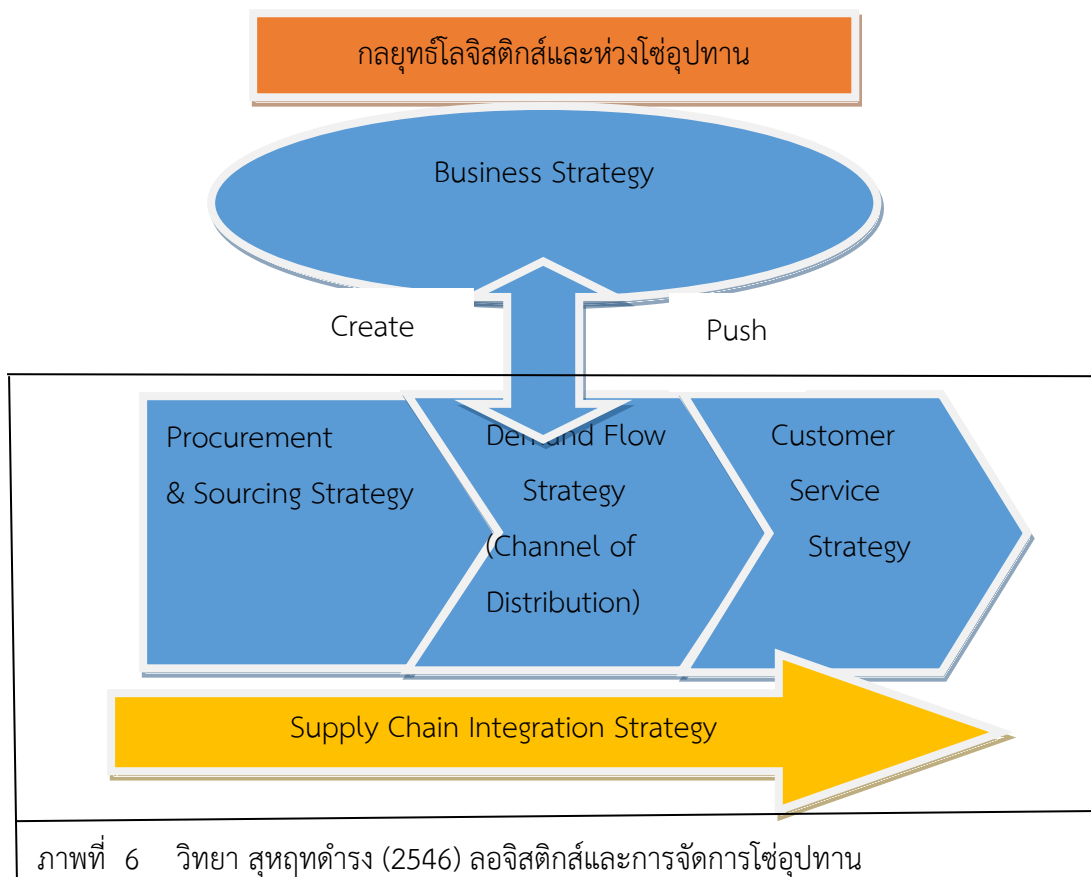 กลยุทธ์โลจิสติกส์และห่วงโซ่อุปทาน
Business Strategy
Create
Push
Procurement
& Sourcing Strategy
Demand Flow
Strategy
(Channel of
Distribution)
Customer
Service
Strategy
Supply Chain Integration Strategy
ภาพที่ 6 วิทยา สุหฤทดำรง (2546) ลอจิสติกส์และการจัดการโซ่อุปทาน